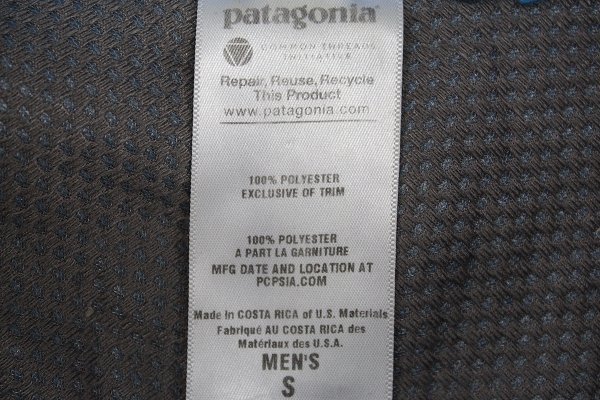 patagonia
COMMON THREADS
INITIATIVE
Repair, Reuse, Recycle
This Product
www.patagonia.com
100% POLYESTER
EXCLUSIVE OF TRIM
100% POLYESTER
A PART LA GARNITURE
MFG DATE AND LOCATION AT
PCPSIA.COM
Made in COSTA RICA of U.S. Materials
Fabriqué AU COSTA RICA des
Matériaux des U.S.A.
MEN'S
S